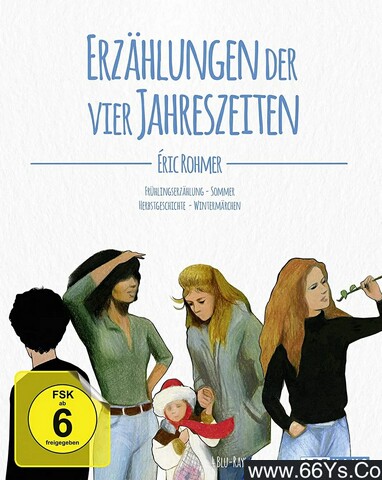 ERZÄHLUNGEN DER
VIER JAHRESZEITEN
ÉRIC ROHMER
FRÜHLINGSERZÄHLUNG - SOMMER
HERBSTGESCHICHTE - WINTERMÄRCHEN
FSK
ab
6
freigegeben
BLU-RAY
www.66Ys.Co